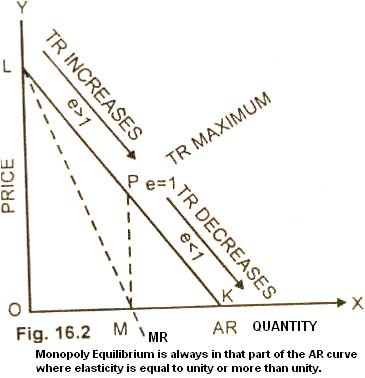 Y
L
TR INCREASES
e>1
TR MAXIMUM
P e=1
TR DECREASES
e<1
PRICE
K
O
X
Fig. 16.2
M
MR
AR
QUANTITY
Monopoly Equilibrium is always in that part of the AR curve
where elasticity is equal to unity or more than unity.